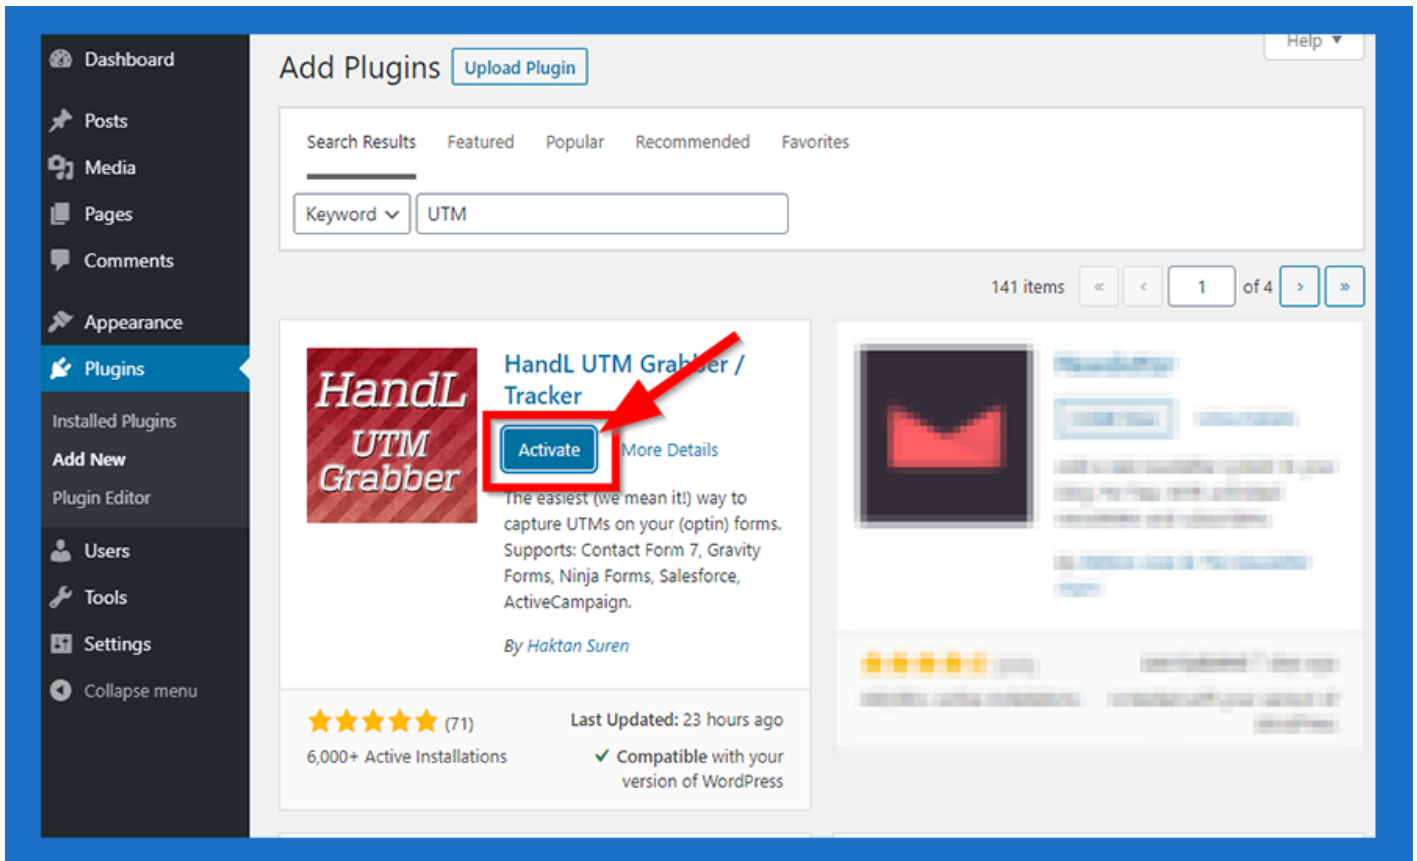 Dashboard
Posts
Media
Pages
Comments
Appearance
Plugins
Installed Plugins
Add New
Plugin Editor
Users
Tools
Settings
Collapse menu
Help
Add Plugins Upload Plugin
Search Results Featured Popular Recommended Favorites
Keyword UTM
141 items « ‹ 1 of 4 › »
HandL
UTM
Grabber
HandL UTM Grabber /
Tracker
Activate More Details
The easiest (we mean it!) way to
capture UTMs on your (optin) forms.
Supports: Contact Form 7, Gravity
Forms, Ninja Forms, Salesforce,
ActiveCampaign.
By Haktan Suren
(71) Last Updated: 23 hours ago
6,000+ Active Installations
Compatible with your
version of WordPress